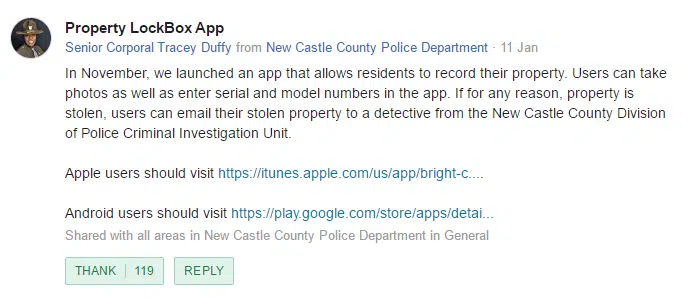 Property LockBox App
Senior Corporal Tracey Duffy from New Castle County Police Department · 11 Jan
In November, we launched an app that allows residents to record their property. Users can take
photos as well as enter serial and model numbers in the app. If for any reason, property is
stolen, users can email their stolen property to a detective from the New Castle County Division
of Police Criminal Investigation Unit.
Apple users should visit https://itunes.apple.com/us/app/bright-c....
Android users should visit https://play.google.com/store/apps/detai...
Shared with all areas in New Castle County Police Department in General
THANK | 119 REPLY